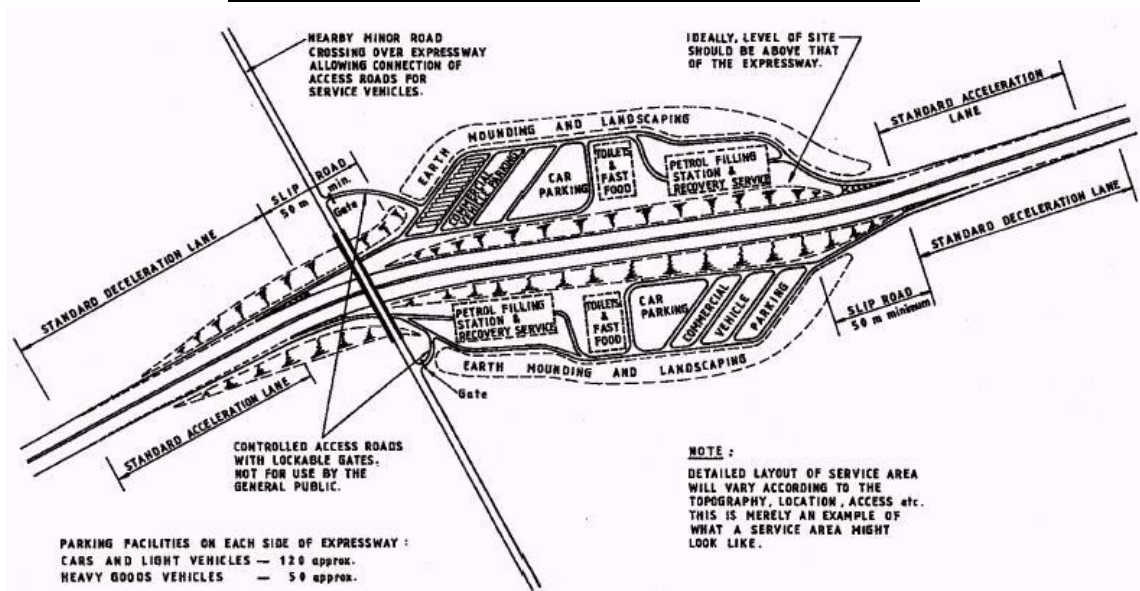 NEARBY MINOR ROAD
CROSSING OVER EXPRESSWAY
ALLOWING CONNECTION OF
ACCESS ROADS FOR
SERVICE VEHICLES.
IDEALLY, LEVEL OF SITE
SHOULD BE ABOVE THAT
OF THE EXPRESSWAY.
STANDARD ACCELERATION
LANE
EARTH MOUNDING AND LANDSCAPING
COMMERCIAL
VEHICLE PARKING
CAR
PARKING
TOILETS
&
FAST
FOOD
PETROL FILLING
STATION &
RECOVERY SERVICE
SLIP ROAD
50 m min.
Gate
STANDARD DECELERATION LANE
STANDARD DECELERATION LANE
SLIP ROAD
50 m minimum
PETROL FILLING
STATION &
RECOVERY SERVICE
TOILETS
&
FAST
FOOD
CAR
PARKING
COMMERCIAL
VEHICLE
PARKING
EARTH MOUNDING AND LANDSCAPING
Gate
STANDARD ACCELERATION LANE
CONTROLLED ACCESS ROADS
WITH LOCKABLE GATES.
NOT FOR USE BY THE
GENERAL PUBLIC.
NOTE :
DETAILED LAYOUT OF SERVICE AREA
WILL VARY ACCORDING TO THE
TOPOGRAPHY, LOCATION, ACCESS etc.
THIS IS MERELY AN EXAMPLE OF
WHAT A SERVICE AREA MIGHT
LOOK LIKE.
PARKING FACILITIES ON EACH SIDE OF EXPRESSWAY :
CARS AND LIGHT VEHICLES — 120 approx.
HEAVY GOODS VEHICLES — 50 approx.